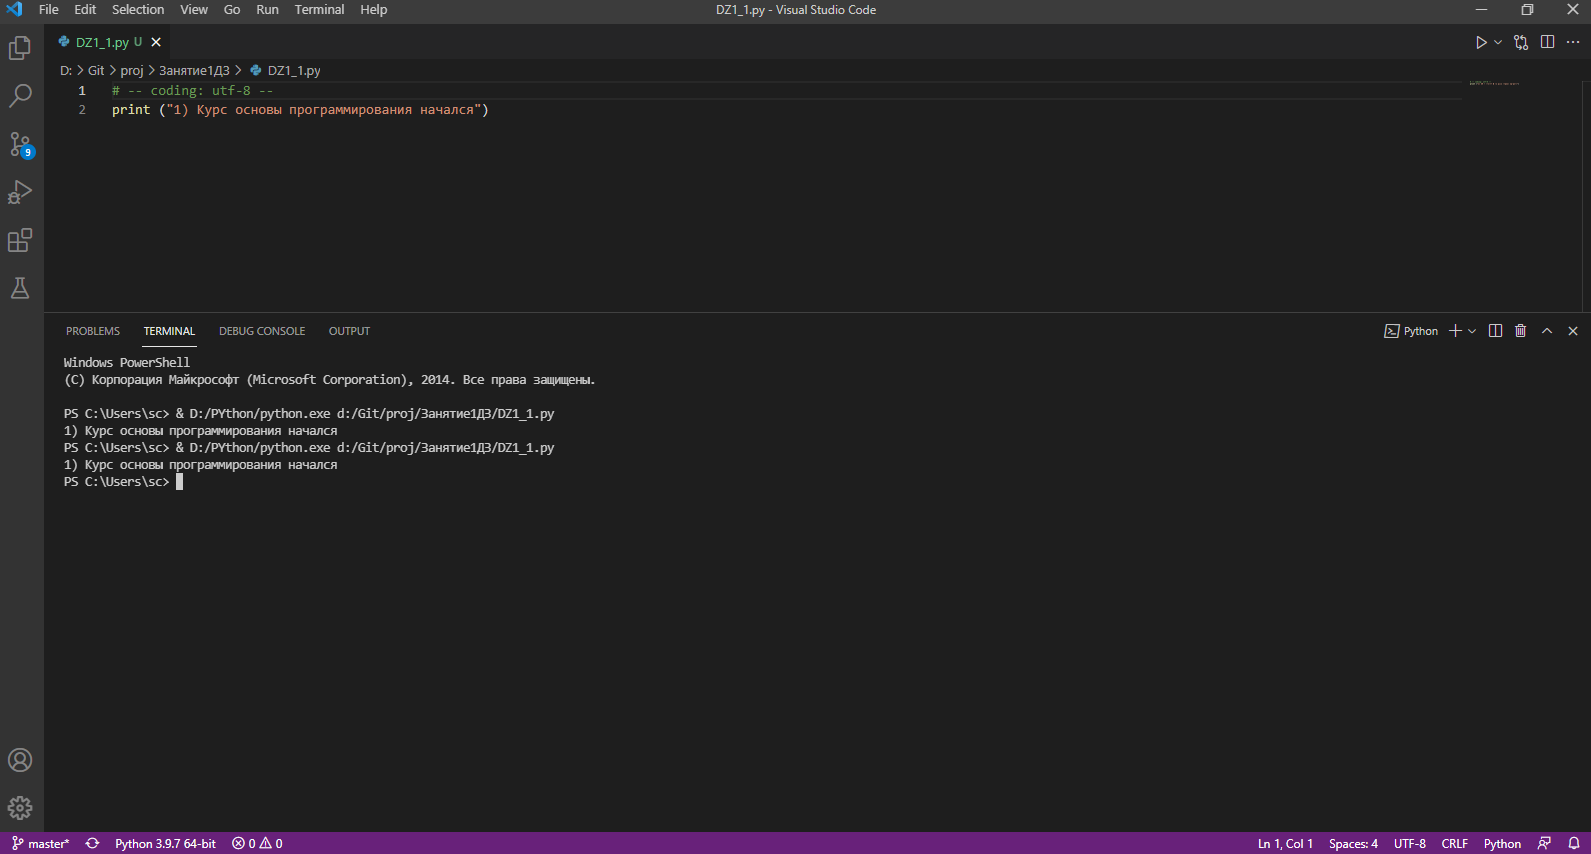 File Edit Selection View Go Run Terminal Help DZ1_1.py - Visual Studio Code
DZ1_1.py U
D: > Git > proj > Занятие1ДЗ > DZ1_1.py
1 # -- coding: utf-8 --
2 print ("1) Курс основы программирования начался")
9
PROBLEMS TERMINAL DEBUG CONSOLE OUTPUT Python
Windows PowerShell
(C) Корпорация Майкрософт (Microsoft Corporation), 2014. Все права защищены.
PS C:\Users\sc> & D:/PYthon/python.exe d:/Git/proj/Занятие1ДЗ/DZ1_1.py
1) Курс основы программирования начался
PS C:\Users\sc> & D:/PYthon/python.exe d:/Git/proj/Занятие1ДЗ/DZ1_1.py
1) Курс основы программирования начался
PS C:\Users\sc>
master* Python 3.9.7 64-bit 0 0 Ln 1, Col 1 Spaces: 4 UTF-8 CRLF Python